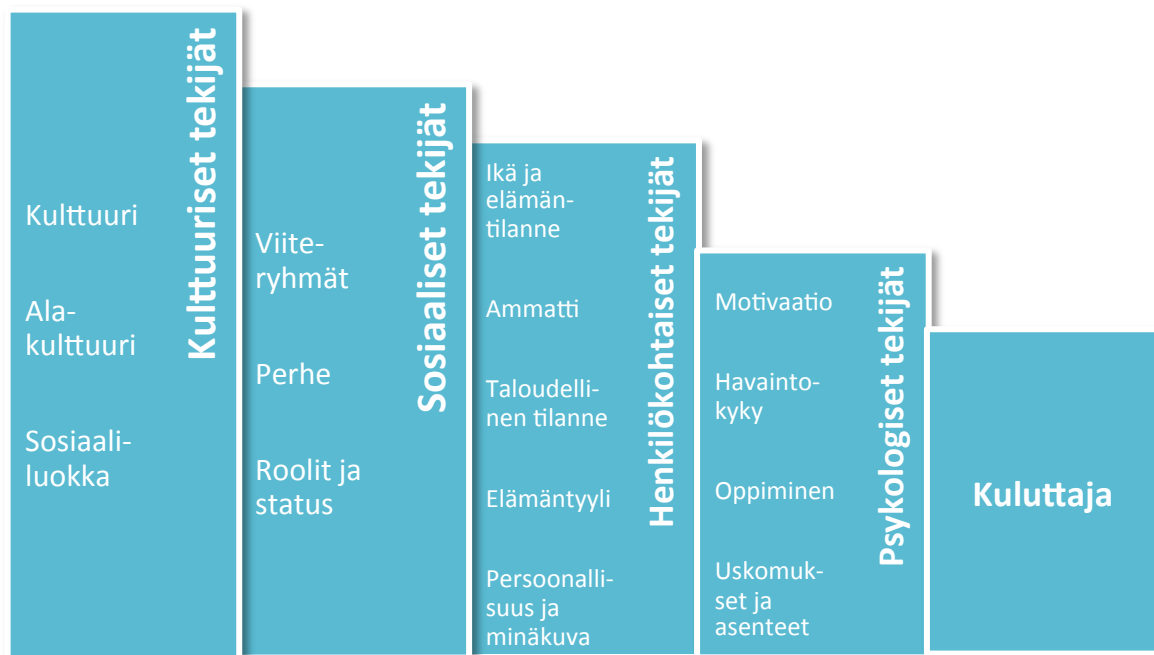 Kulttuuriset tekijät
Kulttuuri
Ala-
kulttuuri
Sosiaali-
luokka
Sosiaaliset tekijät
Viite-
ryhmät
Perhe
Roolit ja
status
Henkilökohtaiset tekijät
Ikä ja
elämän-
tilanne
Ammatti
Taloudelli-
nen tilanne
Elämäntyyli
Persoonalli-
suus ja
minäkuva
Psykologiset tekijät
Motivaatio
Havainto-
kyky
Oppiminen
Uskomuk-
set ja
asenteet
Kuluttaja